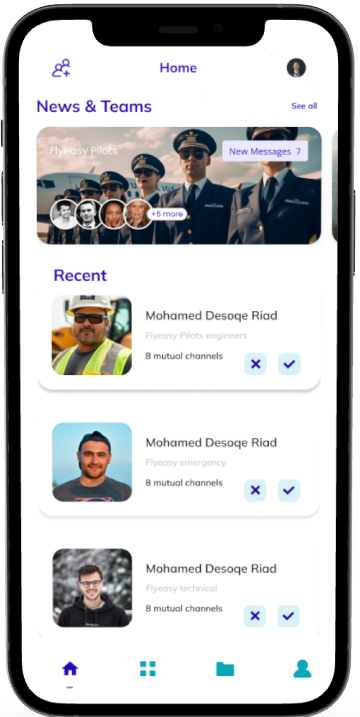 Home
News & Teams
See all
Flyeasy Pilots
New Messages 7
+5 more
Recent
Mohamed Desoqe Riad
Flyeasy Pilots engineers
8 mutual channels
Mohamed Desoqe Riad
Flyeasy emergency
8 mutual channels
Mohamed Desoqe Riad
Flyeasy technical
8 mutual channels